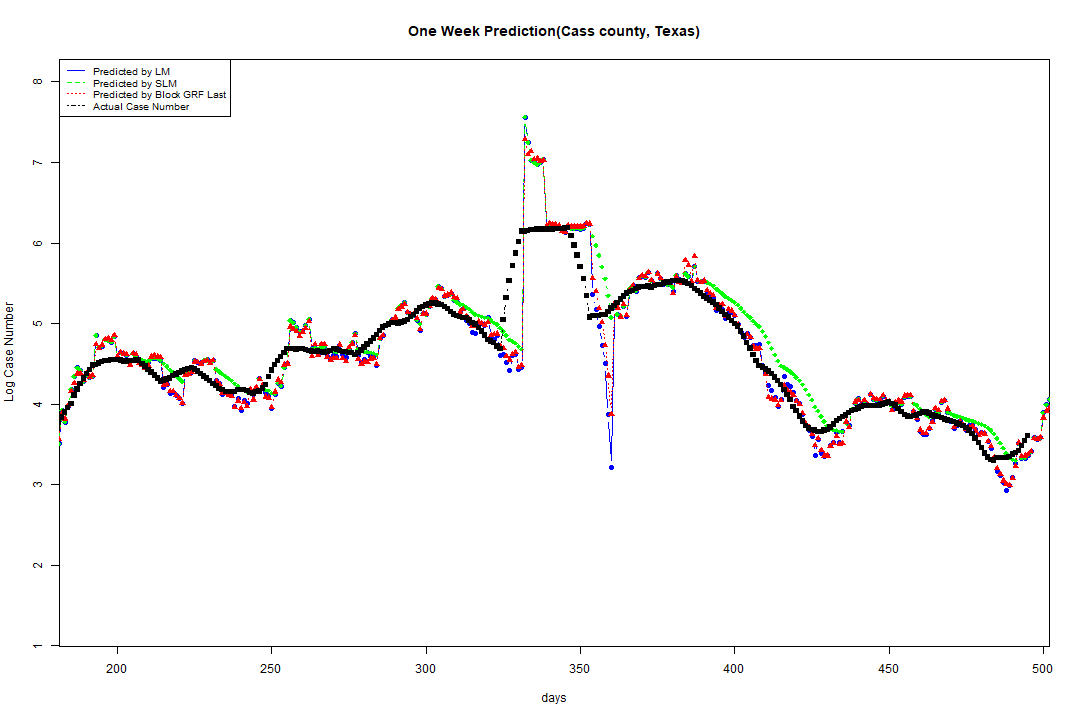 One Week Prediction(Cass county, Texas)
Predicted by LM
Predicted by SLM
Predicted by Block GRF Last
Actual Case Number
8
7
6
5
4
3
2
1
Log Case Number
200 250 300 350 400 450 500
days